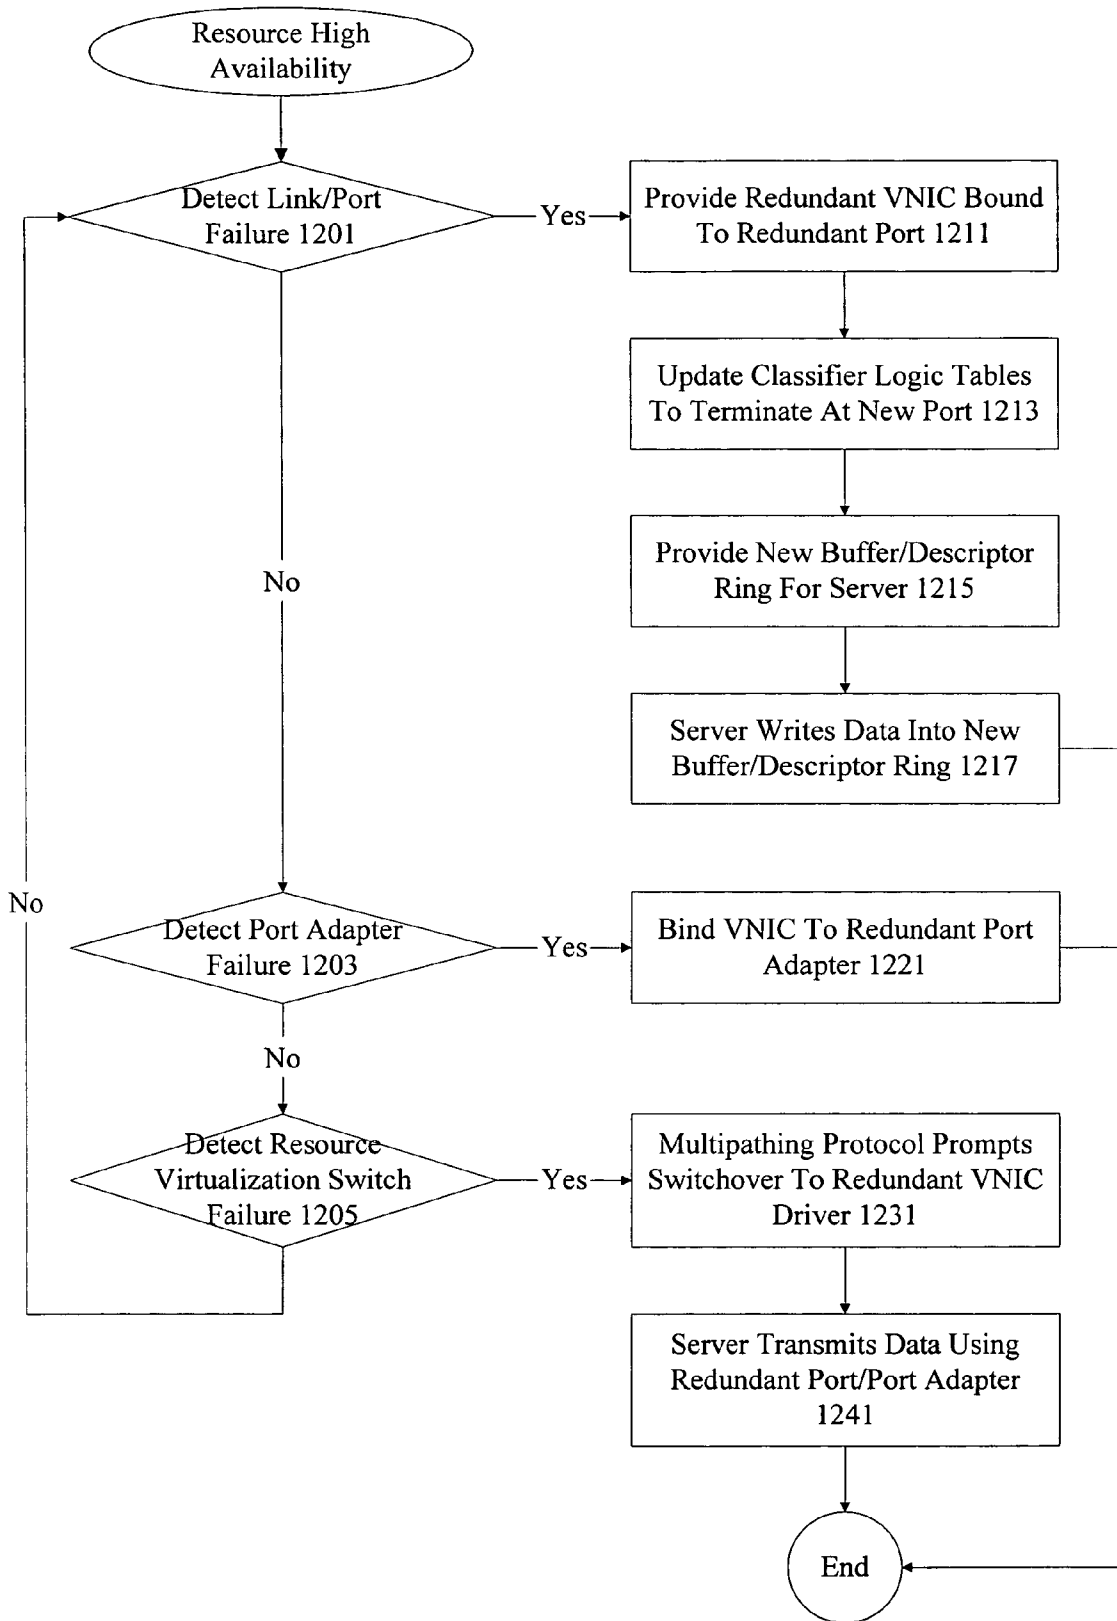 Resource High
Availability
Detect Link/Port
Failure 1201
Yes
Provide Redundant VNIC Bound
To Redundant Port 1211
Update Classifier Logic Tables
To Terminate At New Port 1213
No
Provide New Buffer/Descriptor
Ring For Server 1215
Server Writes Data Into New
Buffer/Descriptor Ring 1217
No
Detect Port Adapter
Failure 1203
Yes
Bind VNIC To Redundant Port
Adapter 1221
No
Detect Resource
Virtualization Switch
Failure 1205
Yes
Multipathing Protocol Prompts
Switchover To Redundant VNIC
Driver 1231
Server Transmits Data Using
Redundant Port/Port Adapter
1241
End